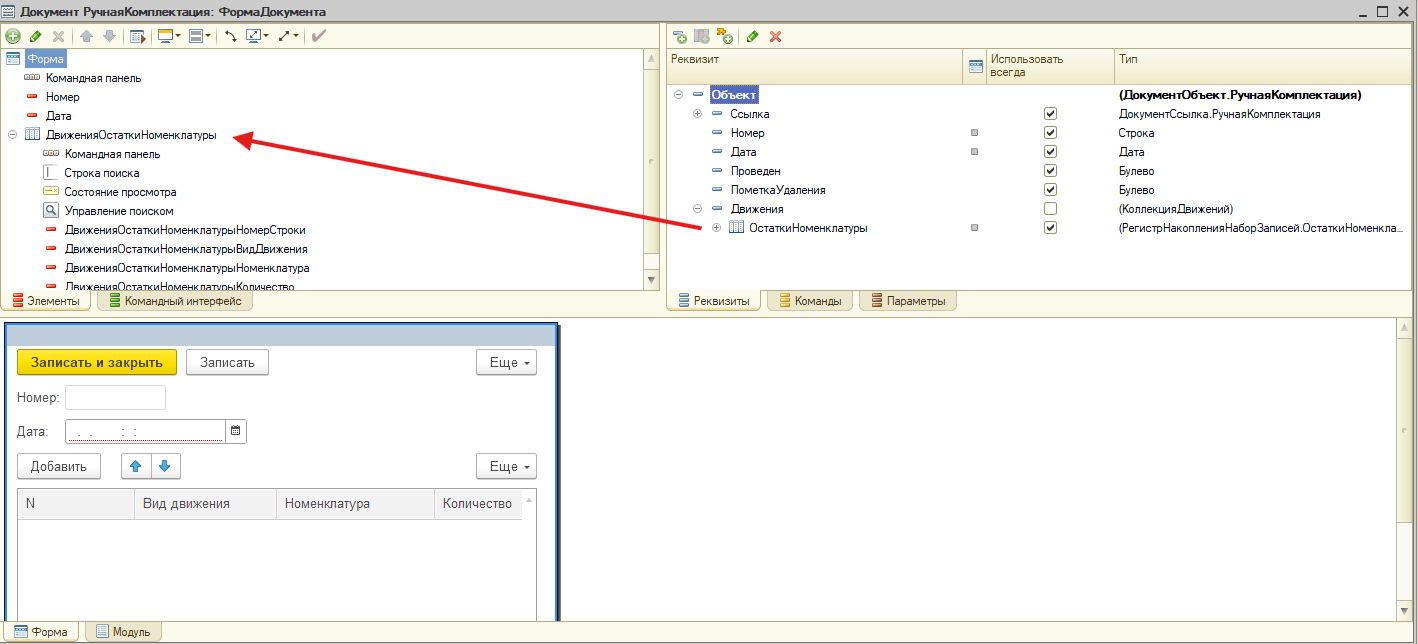 Документ РучнаяКомплектация: ФормаДокумента
Форма
Командная панель
Номер
Дата
ДвиженияОстаткиНоменклатуры
Командная панель
Строка поиска
Состояние просмотра
Управление поиском
ДвиженияОстаткиНоменклатурыНомерСтроки
ДвиженияОстаткиНоменклатурыВидДвижения
ДвиженияОстаткиНоменклатурыНоменклатура
ДвиженияОстаткиНоменклатурыКоличество
Элементы Командный интерфейс
Реквизит Использовать всегда Тип
Объект (ДокументОбъект.РучнаяКомплектация)
Ссылка ДокументСсылка.РучнаяКомплектация
Номер Строка
Дата Дата
Проведен Булево
ПометкаУдаления Булево
Движения (КоллекцияДвижений)
ОстаткиНоменклатуры (РегистрНакопленияНаборЗаписей.ОстаткиНоменкла...
Реквизиты Команды Параметры
Записать и закрыть Записать Еще
Номер:
Дата: . . : :
Добавить Еще
N Вид движения Номенклатура Количество
Форма Модуль